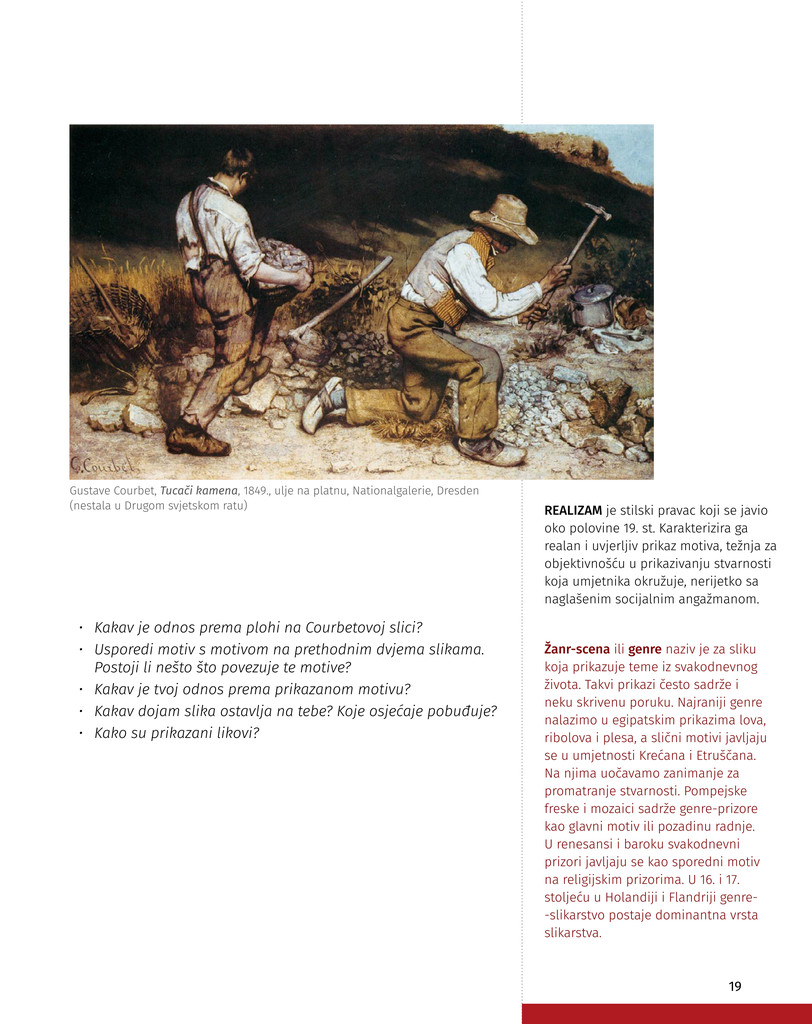 G. Courbet.
Gustave Courbet, Tucači kamena, 1849., ulje na platnu, Nationalgalerie, Dresden
(nestala u Drugom svjetskom ratu)
• Kakav je odnos prema plohi na Courbetovoj slici?
• Usporedi motiv s motivom na prethodnim dvjema slikama.
Postoji li nešto što povezuje te motive?
• Kakav je tvoj odnos prema prikazanom motivu?
• Kakav dojam slika ostavlja na tebe? Koje osjećaje pobuđuje?
• Kako su prikazani likovi?
REALIZAM je stilski pravac koji se javio
oko polovine 19. st. Karakterizira ga
realan i uvjerljiv prikaz motiva, težnja za
objektivnošću u prikazivanju stvarnosti
koja umjetnika okružuje, nerijetko sa
naglašenim socijalnim angažmanom.
Žanr-scena ili genre naziv je za sliku
koja prikazuje teme iz svakodnevnog
života. Takvi prikazi često sadrže i
neku skrivenu poruku. Najraniji genre
nalazimo u egipatskim prikazima lova,
ribolova i plesa, a slični motivi javljaju
se u umjetnosti Krećana i Etruščana.
Na njima uočavamo zanimanje za
promatranje stvarnosti. Pompejske
freske i mozaici sadrže genre-prizore
kao glavni motiv ili pozadinu radnje.
U renesansi i baroku svakodnevni
prizori javljaju se kao sporedni motiv
na religijskim prizorima. U 16. i 17.
stoljeću u Holandiji i Flandriji genre-
-slikarstvo postaje dominantna vrsta
slikarstva.
19